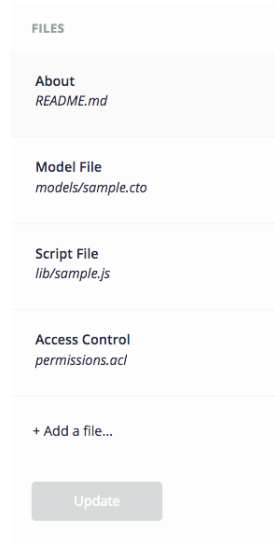 FILES
About
README.md
Model File
models/sample.cto
Script File
lib/sample.js
Access Control
permissions.acl
+ Add a file...
Update